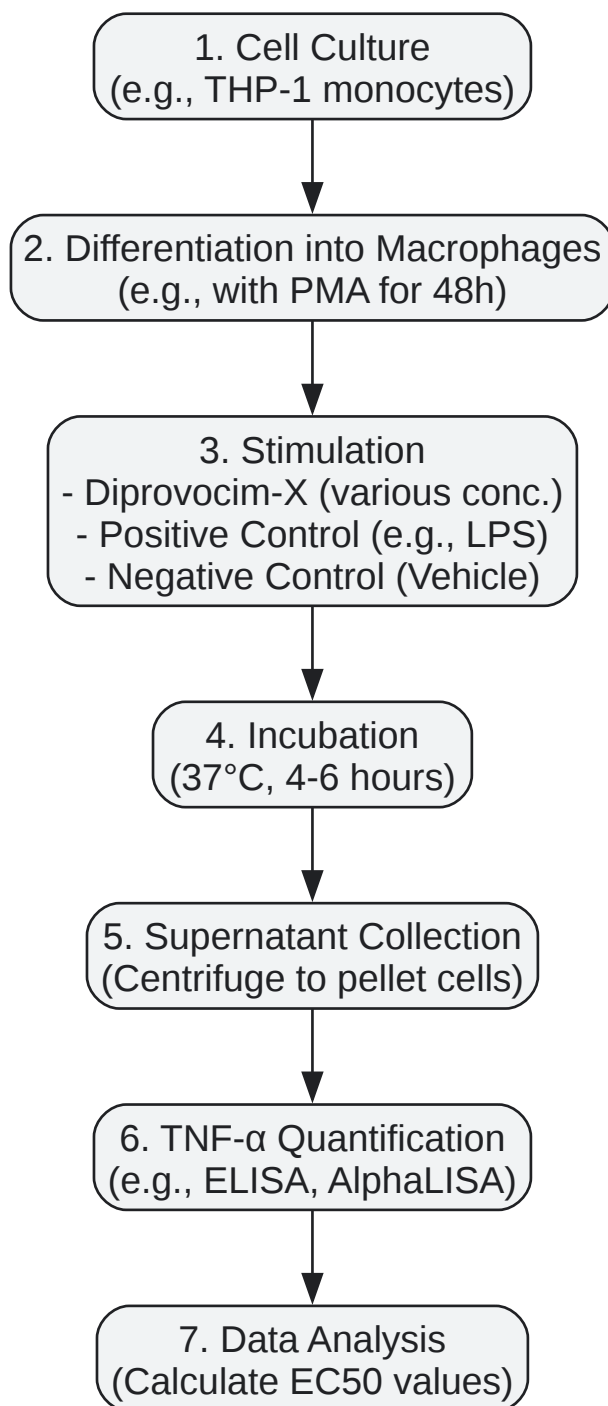 1. Cell Culture
(e.g., THP-1 monocytes)
2. Differentiation into Macrophages
(e.g., with PMA for 48h)
3. Stimulation
- Diprovocim-X (various conc.)
- Positive Control (e.g., LPS)
- Negative Control (Vehicle)
4. Incubation
(37°C, 4-6 hours)
5. Supernatant Collection
(Centrifuge to pellet cells)
6. TNF-α Quantification
(e.g., ELISA, AlphaLISA)
7. Data Analysis
(Calculate EC50 values)